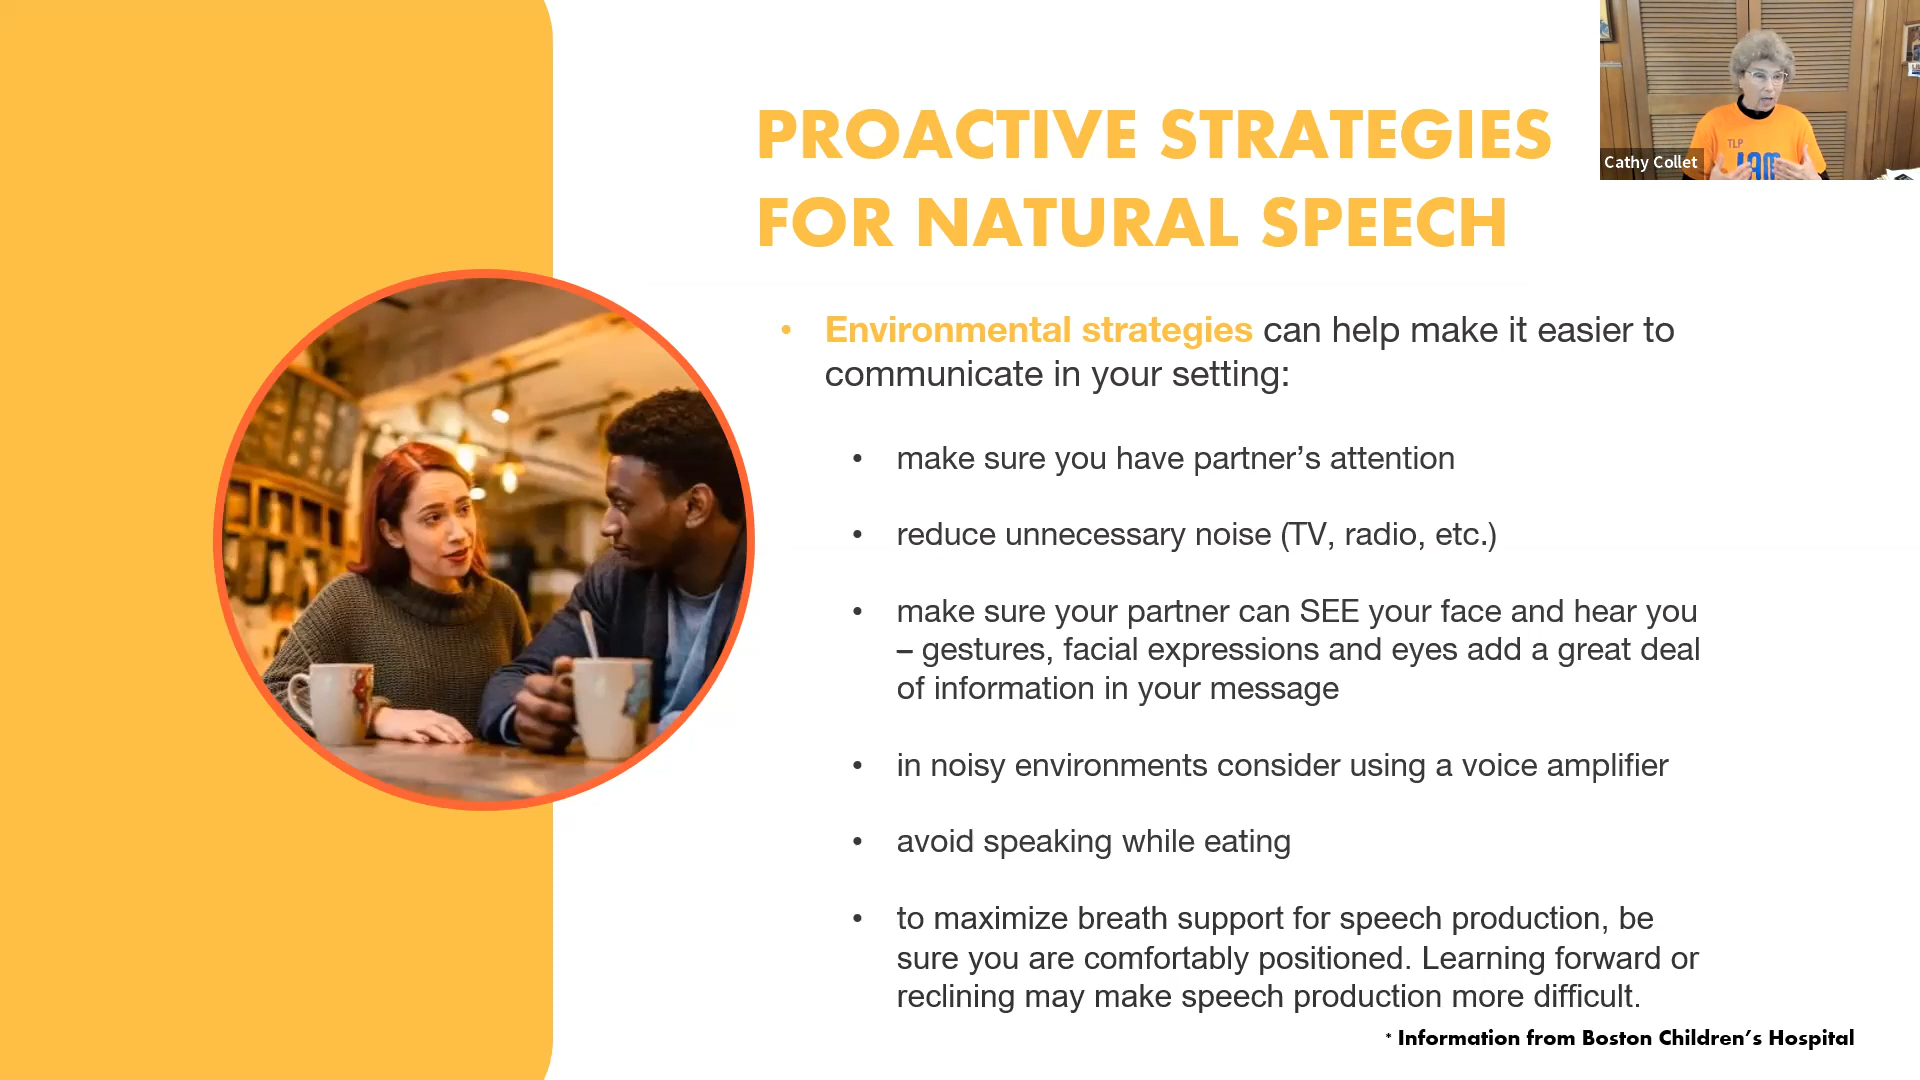 PROACTIVE STRATEGIES
FOR NATURAL SPEECH
Cathy Collet
TLP
• Environmental strategies can help make it easier to
communicate in your setting:
• make sure you have partner’s attention
• reduce unnecessary noise (TV, radio, etc.)
• make sure your partner can SEE your face and hear you
– gestures, facial expressions and eyes add a great deal
of information in your message
• in noisy environments consider using a voice amplifier
• avoid speaking while eating
• to maximize breath support for speech production, be
sure you are comfortably positioned. Learning forward or
reclining may make speech production more difficult.
* Information from Boston Children’s Hospital